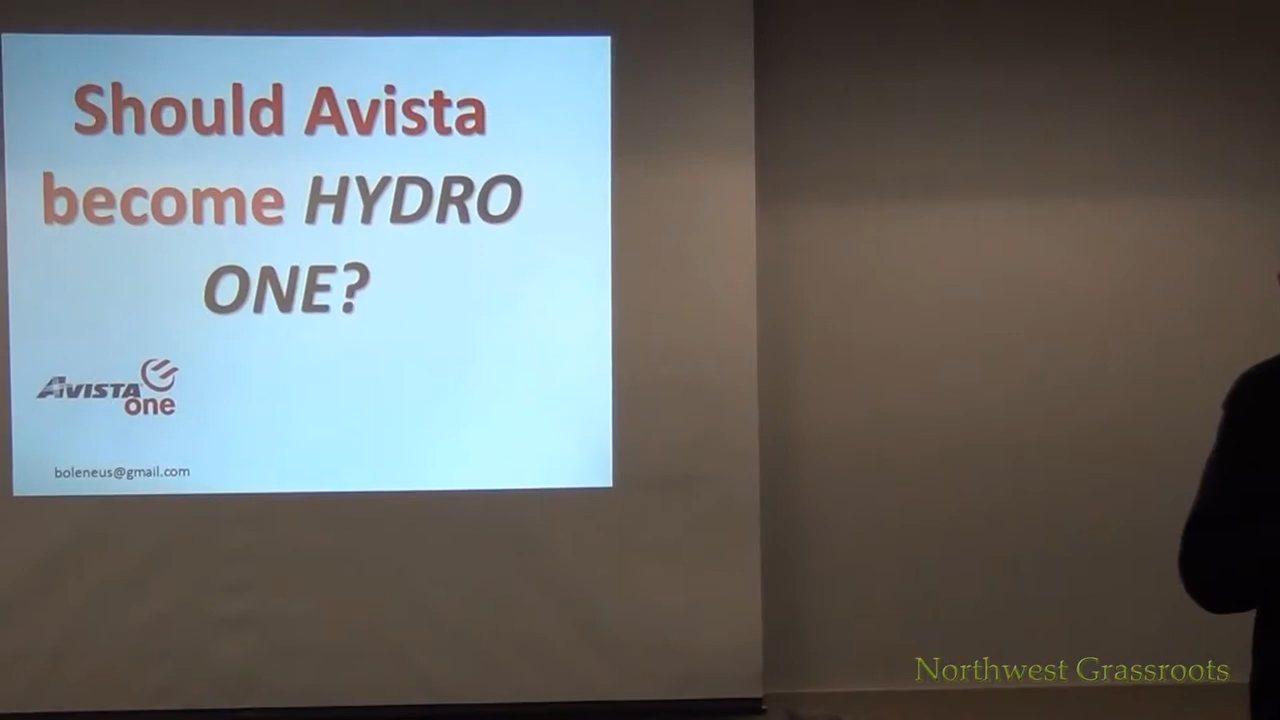 Should Avista
become HYDRO
ONE?
AVISTA
one
boleneus@gmail.com
Northwest Grassroots